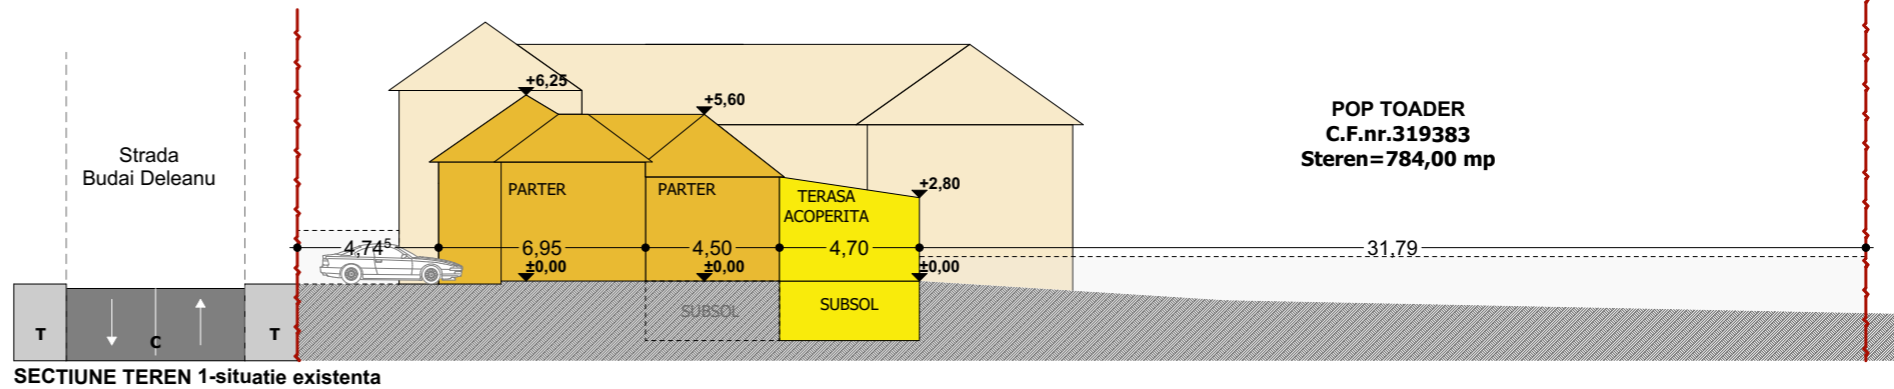 +6,25
+5,60
POP TOADER
C.F.nr.319383
Steren=784,00 mp
Strada
Budai Deleanu
PARTER
PARTER
TERASA
ACOPERITA
+2,80
4,74⁵
6,95
4,50
4,70
31,79
±0,00
±0,00
±0,00
SUBSOL
SUBSOL
T
C
T
SECTIUNE TEREN 1-situatie existenta